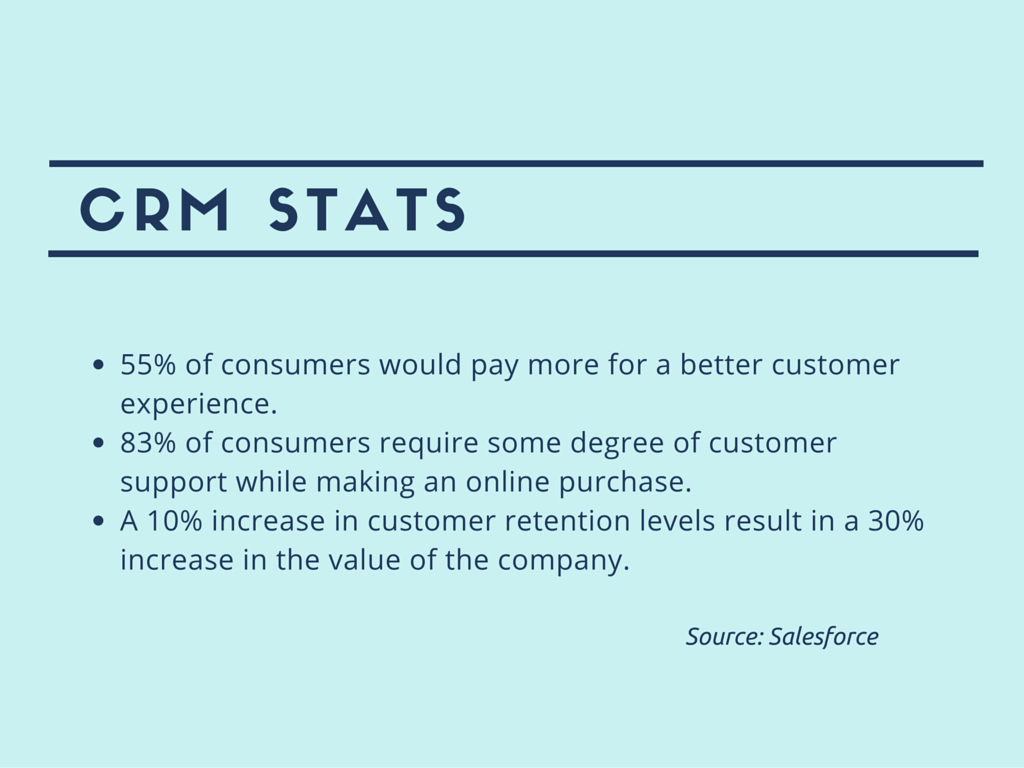 CRM STATS
• 55% of consumers would pay more for a better customer
experience.
• 83% of consumers require some degree of customer
support while making an online purchase.
• A 10% increase in customer retention levels result in a 30%
increase in the value of the company.
Source: Salesforce